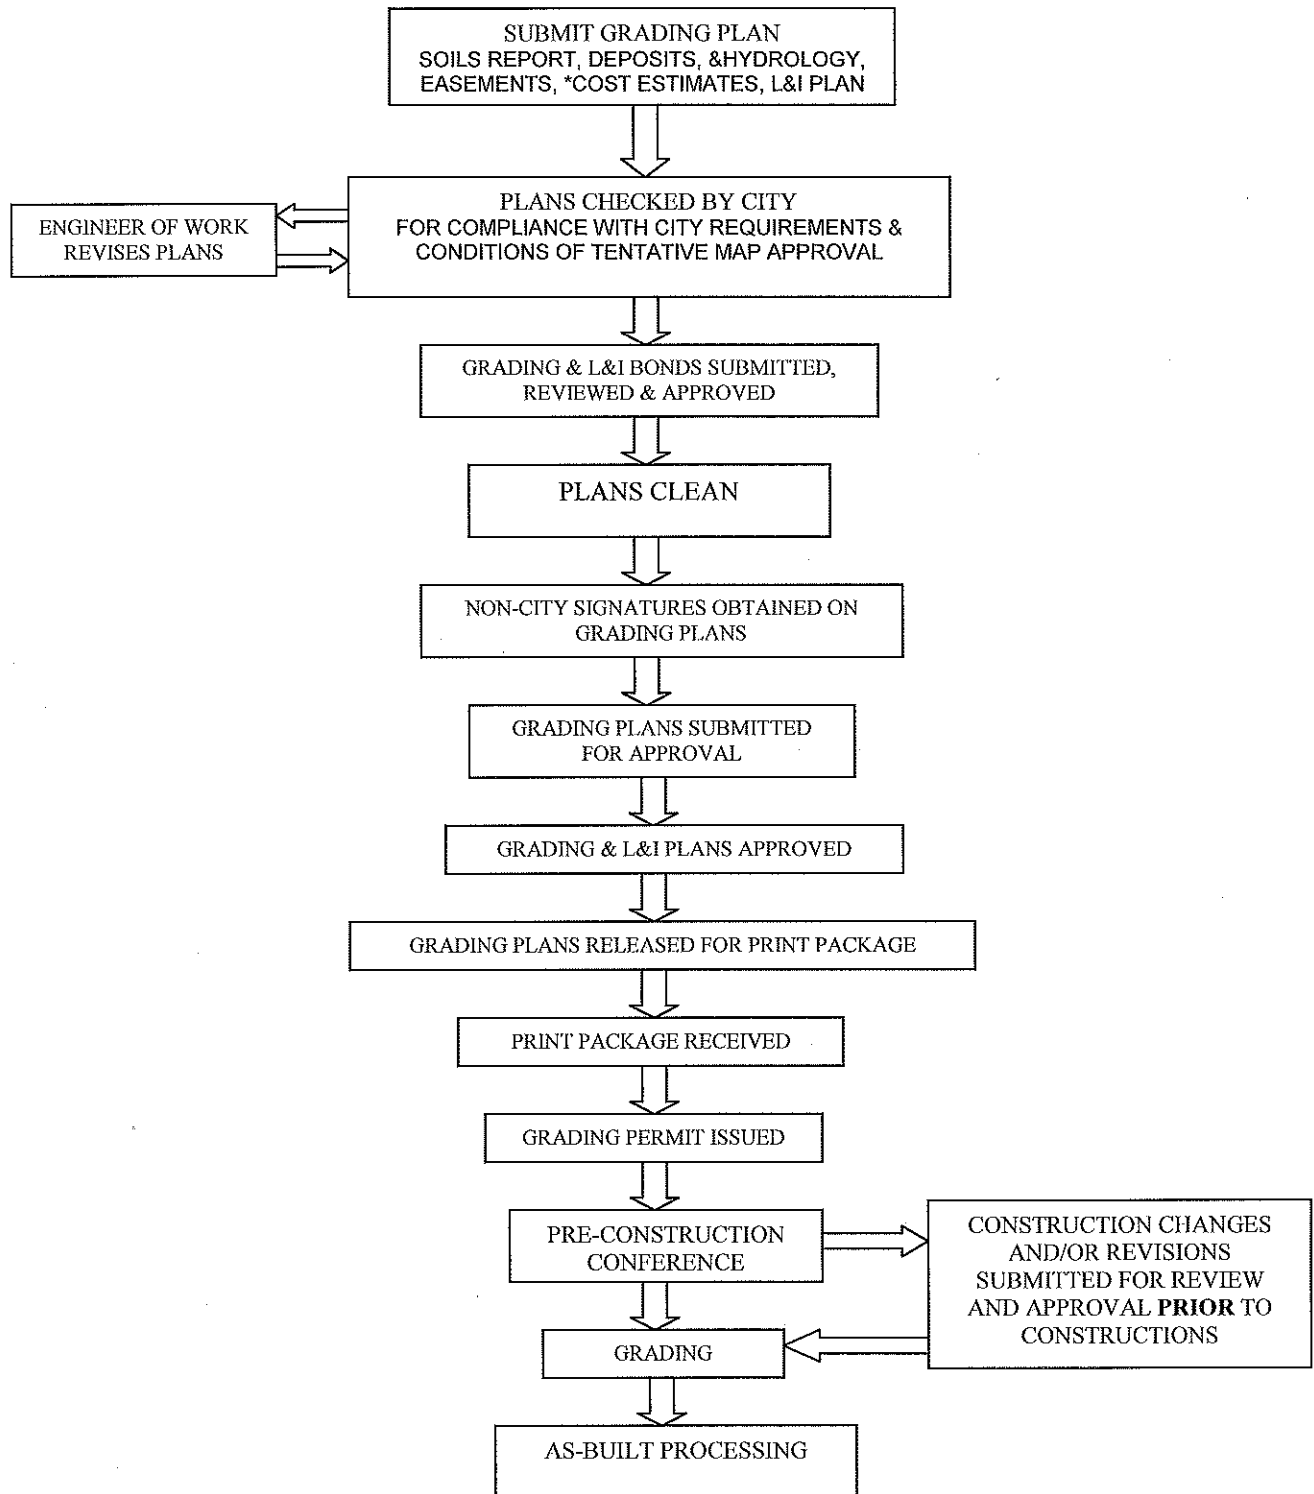 SUBMIT GRADING PLAN
SOILS REPORT, DEPOSITS, &HYDROLOGY,
EASEMENTS, *COST ESTIMATES, L&I PLAN
PLANS CHECKED BY CITY
FOR COMPLIANCE WITH CITY REQUIREMENTS &
CONDITIONS OF TENTATIVE MAP APPROVAL
ENGINEER OF WORK
REVISES PLANS
GRADING & L&I BONDS SUBMITTED,
REVIEWED & APPROVED
PLANS CLEAN
NON-CITY SIGNATURES OBTAINED ON
GRADING PLANS
GRADING PLANS SUBMITTED
FOR APPROVAL
GRADING & L&I PLANS APPROVED
GRADING PLANS RELEASED FOR PRINT PACKAGE
PRINT PACKAGE RECEIVED
GRADING PERMIT ISSUED
PRE-CONSTRUCTION
CONFERENCE
CONSTRUCTION CHANGES
AND/OR REVISIONS
SUBMITTED FOR REVIEW
AND APPROVAL PRIOR TO
CONSTRUCTIONS
GRADING
AS-BUILT PROCESSING